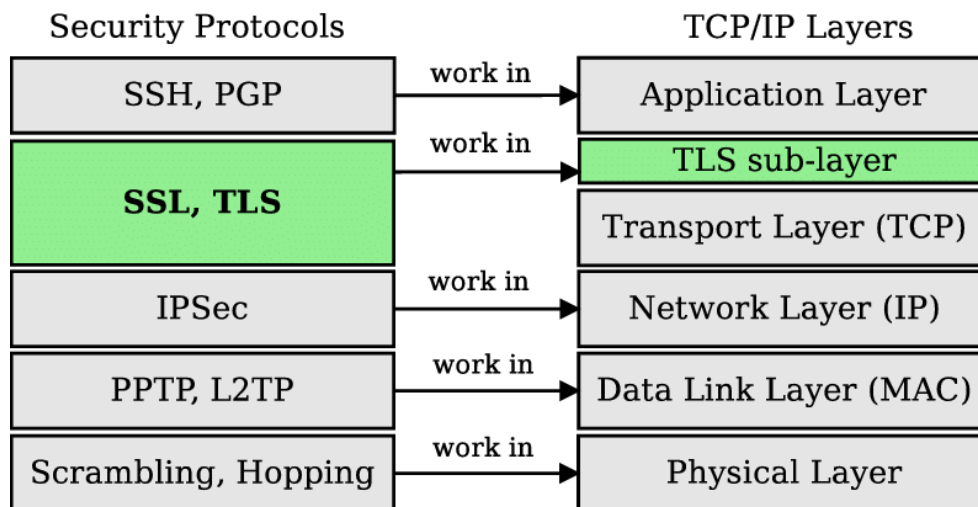 Security Protocols
TCP/IP Layers
SSH, PGP
work in
Application Layer
SSL, TLS
work in
TLS sub-layer
Transport Layer (TCP)
IPSec
work in
Network Layer (IP)
PPTP, L2TP
work in
Data Link Layer (MAC)
Scrambling, Hopping
work in
Physical Layer